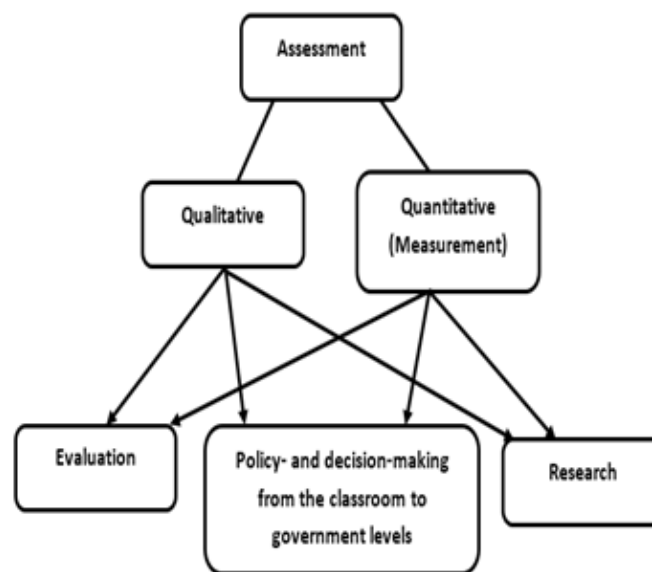 Assessment
Qualitative
Quantitative
(Measurement)
Evaluation
Policy- and decision-making
from the classroom to
government levels
Research